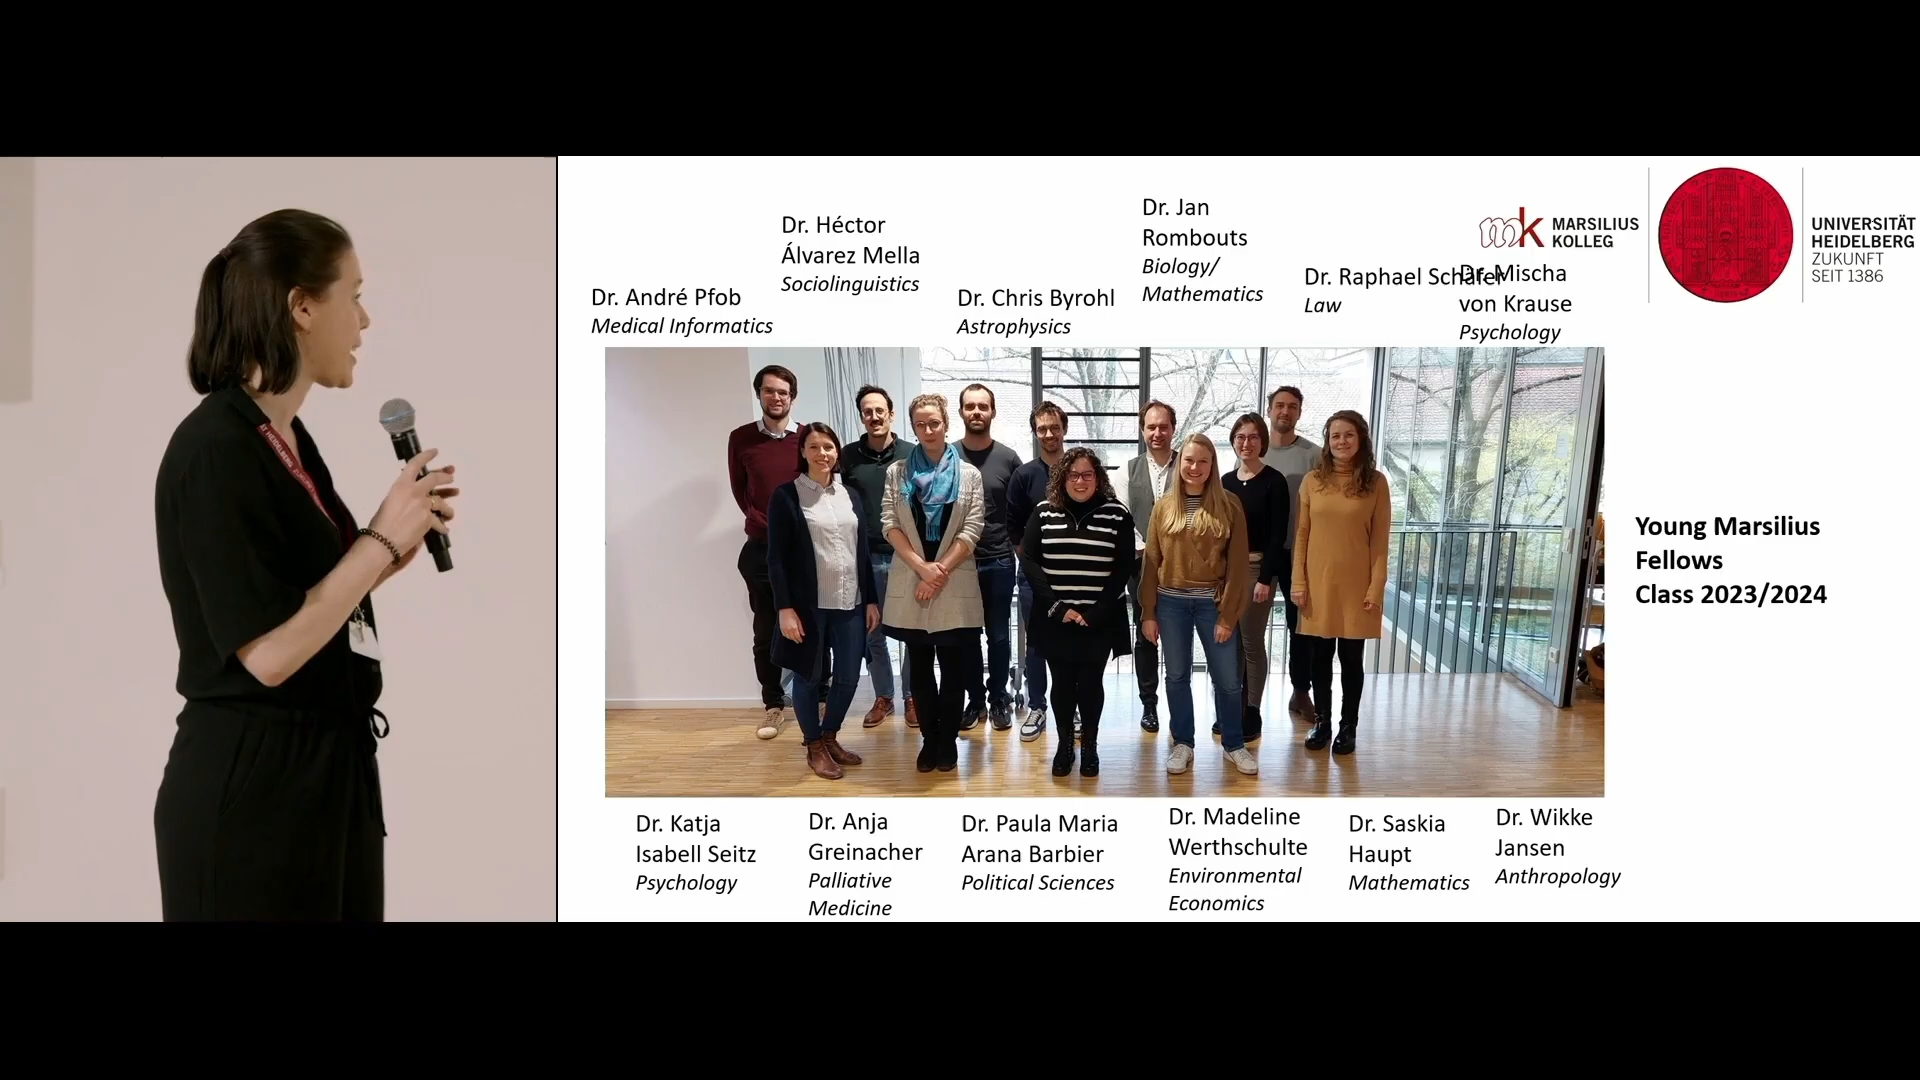 Dr. Héctor
Álvarez Mella
Sociolinguistics
Dr. André Pfob
Medical Informatics
Dr. Chris Byrohl
Astrophysics
Dr. Jan
Rombouts
Biology/
Mathematics
Dr. Raphael Schäfer
Law
Dr. Mischa
von Krause
Psychology
mk
MARSILIUS
KOLLEG
UNIVERSITÄT
HEIDELBERG
ZUKUNFT
SEIT 1386
Young Marsilius
Fellows
Class 2023/2024
Dr. Katja
Isabell Seitz
Psychology
Dr. Anja
Greinacher
Palliative
Medicine
Dr. Paula Maria
Arana Barbier
Political Sciences
Dr. Madeline
Werthschulte
Environmental
Economics
Dr. Saskia
Haupt
Mathematics
Dr. Wikke
Jansen
Anthropology